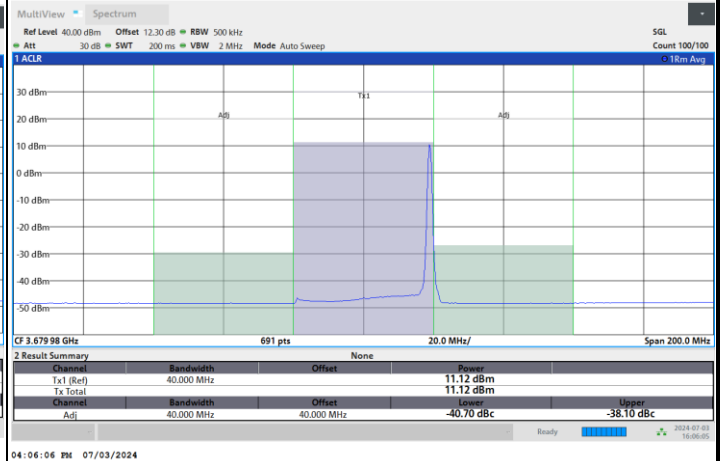 MultiView Spectrum
Ref Level 40.00 dBm Offset 12.30 dB RBW 500 kHz SGL
Att 30 dB SWT 200 ms VBW 2 MHz Mode Auto Sweep Count 100/100
1 ACLR 1Rm Avg
30 dBm
Tx1
20 dBm
Adj Adj
10 dBm
0 dBm
-10 dBm
-20 dBm
-30 dBm
-40 dBm
-50 dBm
CF 3.679 98 GHz 691 pts 20.0 MHz/ Span 200.0 MHz
2 Result Summary None
Channel Bandwidth Offset Power
Tx1 (Ref) 40.000 MHz 11.12 dBm
Tx Total 11.12 dBm
Channel Bandwidth Offset Lower Upper
Adj 40.000 MHz 40.000 MHz -40.70 dBc -38.10 dBc
Ready 2024-07-03
16:06:05
04:06:06 PM 07/03/2024